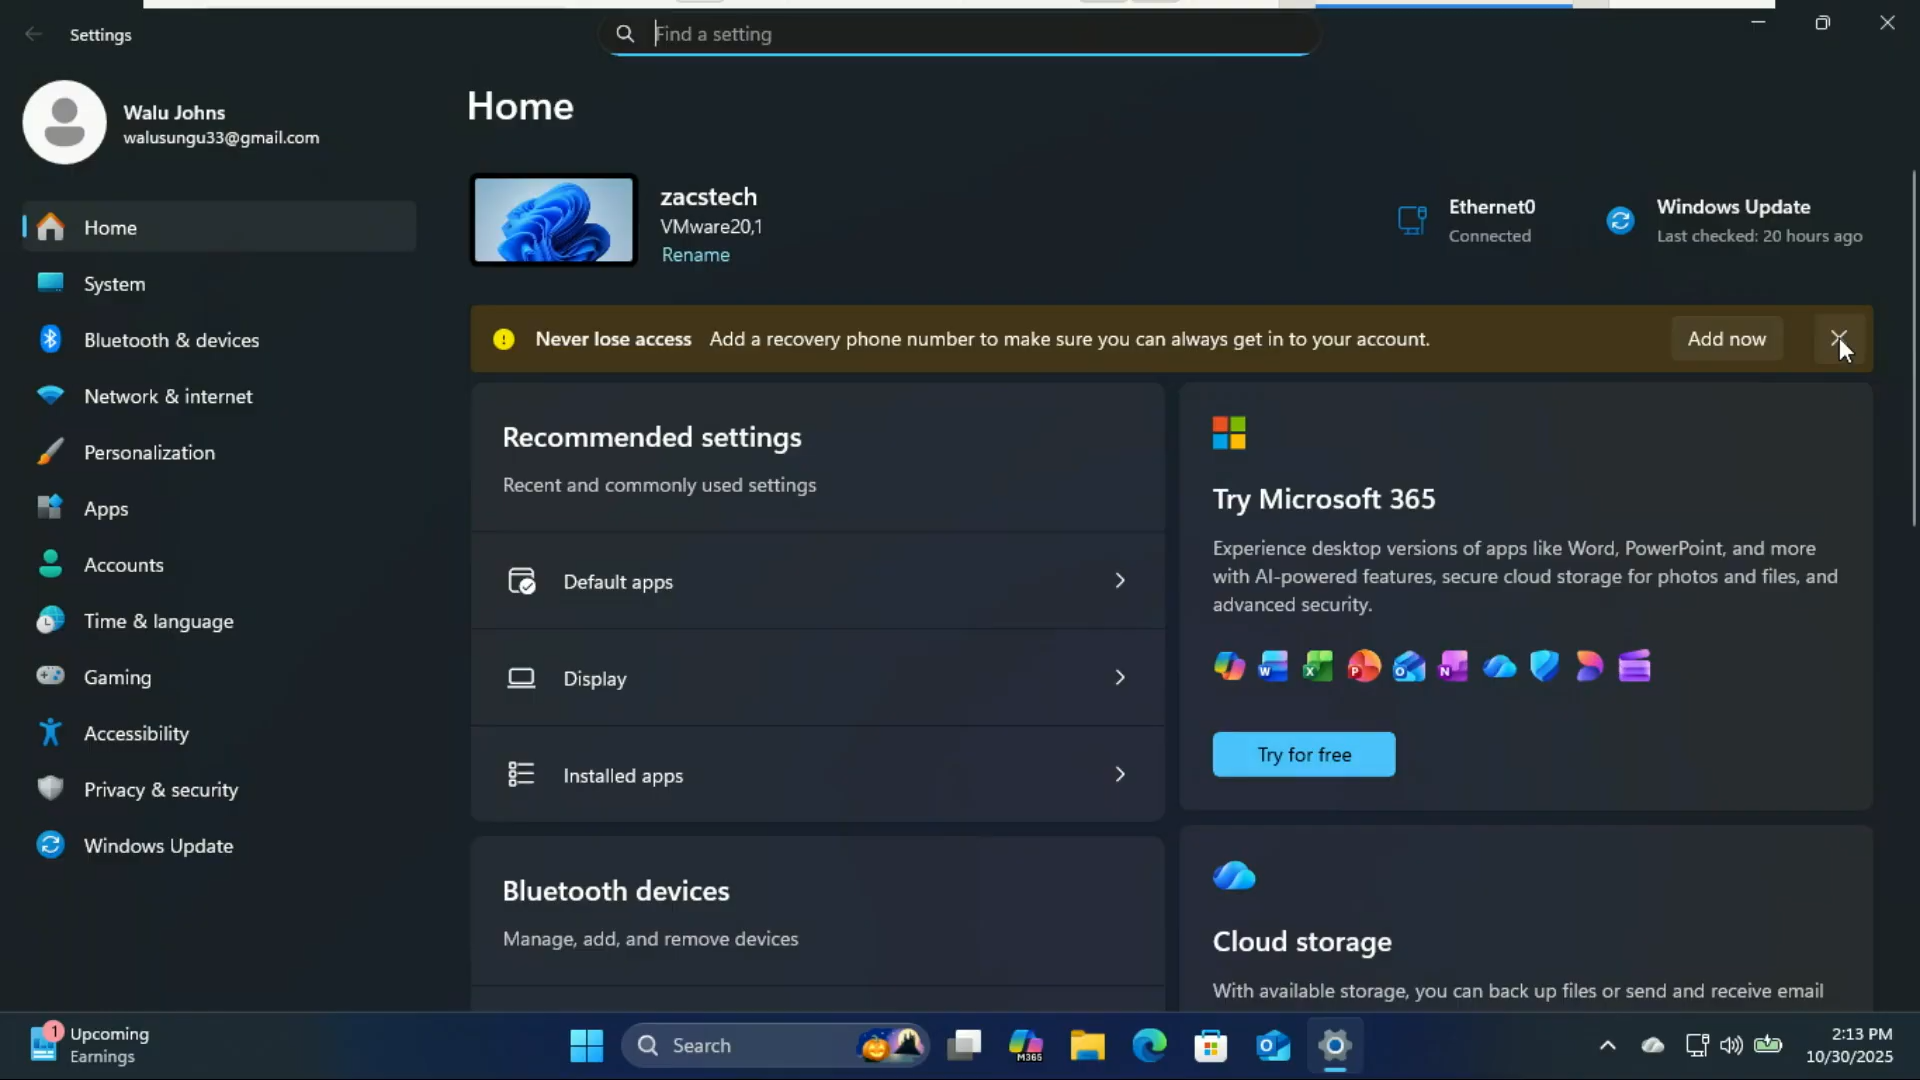 Settings
Find a setting
Walu Johns
walusungu33@gmail.com
Home
System
Bluetooth & devices
Network & internet
Personalization
Apps
Accounts
Time & language
Gaming
Accessibility
Privacy & security
Windows Update
Home
zacstech
VMware20,1
Rename
Ethernet0
Connected
Windows Update
Last checked: 20 hours ago
Never lose access Add a recovery phone number to make sure you can always get in to your account.
Add now
Recommended settings
Recent and commonly used settings
Default apps
Display
Installed apps
Bluetooth devices
Manage, add, and remove devices
Try Microsoft 365
Experience desktop versions of apps like Word, PowerPoint, and more
with AI-powered features, secure cloud storage for photos and files, and
advanced security.
Try for free
Cloud storage
With available storage, you can back up files or send and receive email
1
Upcoming
Earnings
Search
M365
2:13 PM
10/30/2025